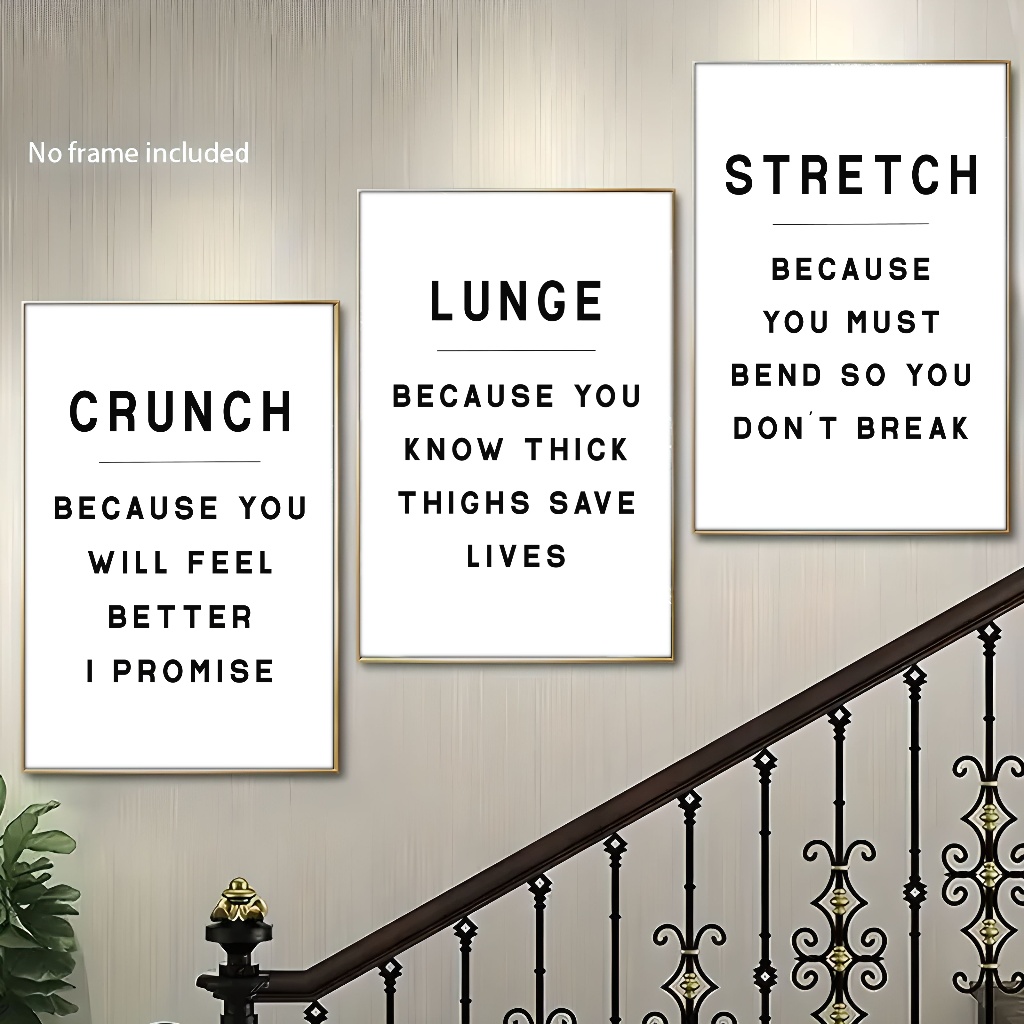 No frame included
CRUNCH
BECAUSE YOU
WILL FEEL
BETTER
I PROMISE
LUNGE
BECAUSE YOU
KNOW THICK
THIGHS SAVE
LIVES
STRETCH
BECAUSE
YOU MUST
BEND SO YOU
DON'T BREAK